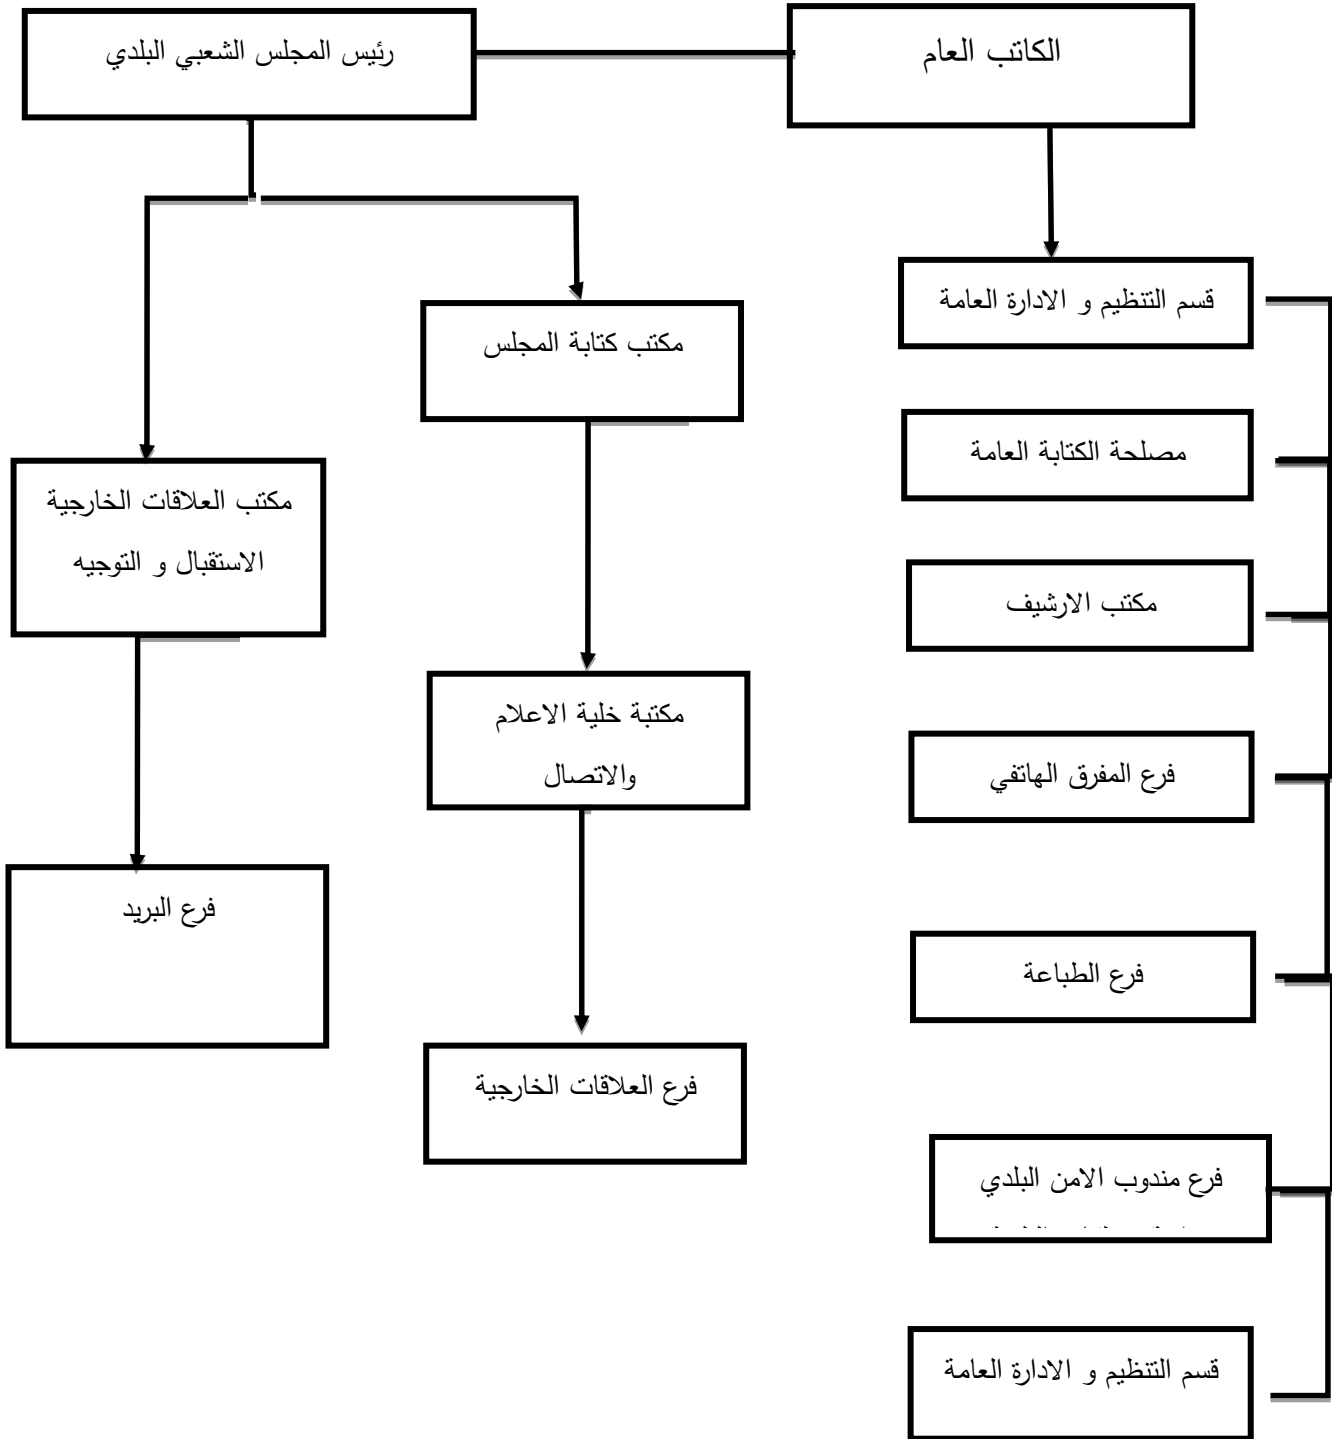 الكاتب العام
رئيس المجلس الشعبي البلدي
قسم التنظيم و الادارة العامة
مكتب كتابة المجلس
مصلحة الكتابة العامة
مكتب العلاقات الخارجية
الاستقبال و التوجيه
مكتب الارشيف
مكتبة خلية الاعلام
والاتصال
فرع المفرق الهاتفي
فرع البريد
فرع الطباعة
فرع العلاقات الخارجية
فرع مندوب الامن البلدي
قسم التنظيم و الادارة العامة